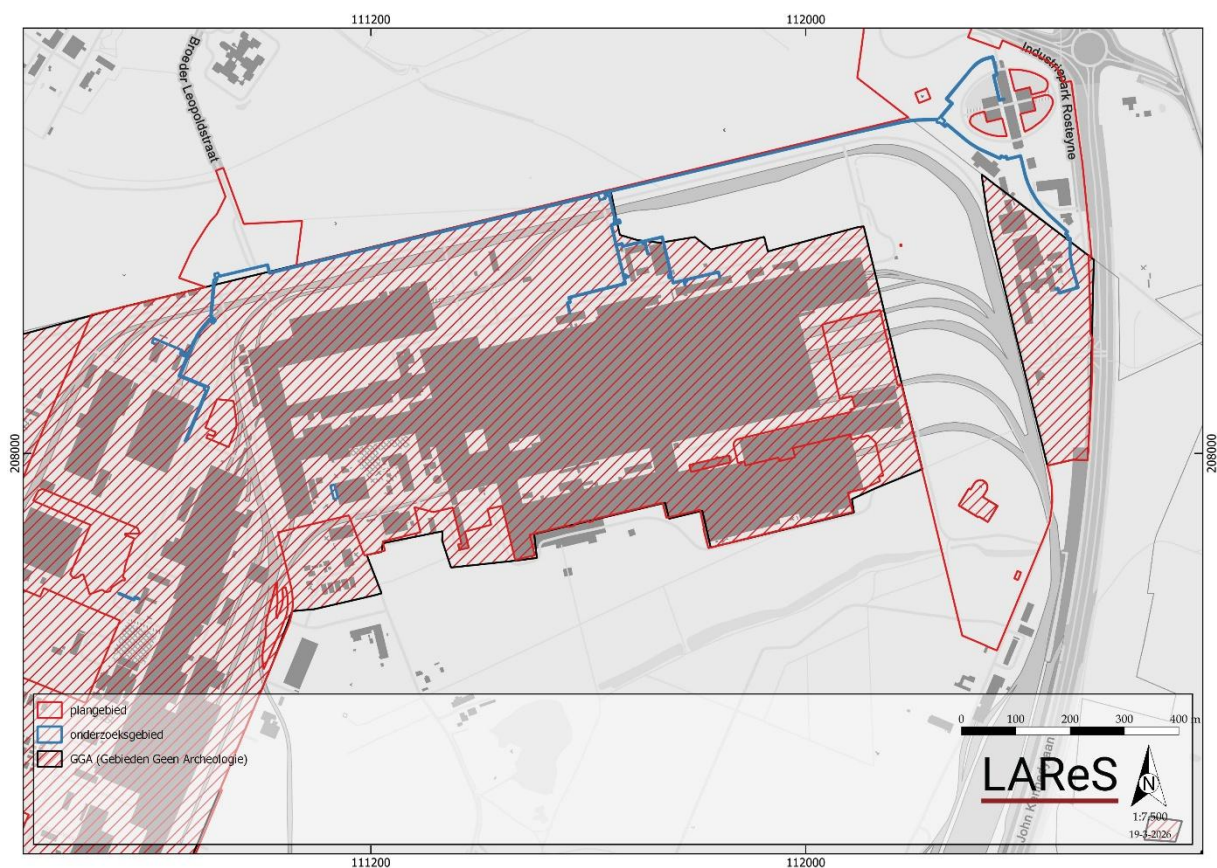 111200
112000
Broeder Leopoldstraat
Industriepark Rosteyne
208000
208000
plangebied
onderzoeksgebied
GGA (Gebieden Geen Archeologie)
0 100 200 300 400 m
LAReS
N
1:7,500
19-3-2026
John Kennedylaan
111200
112000